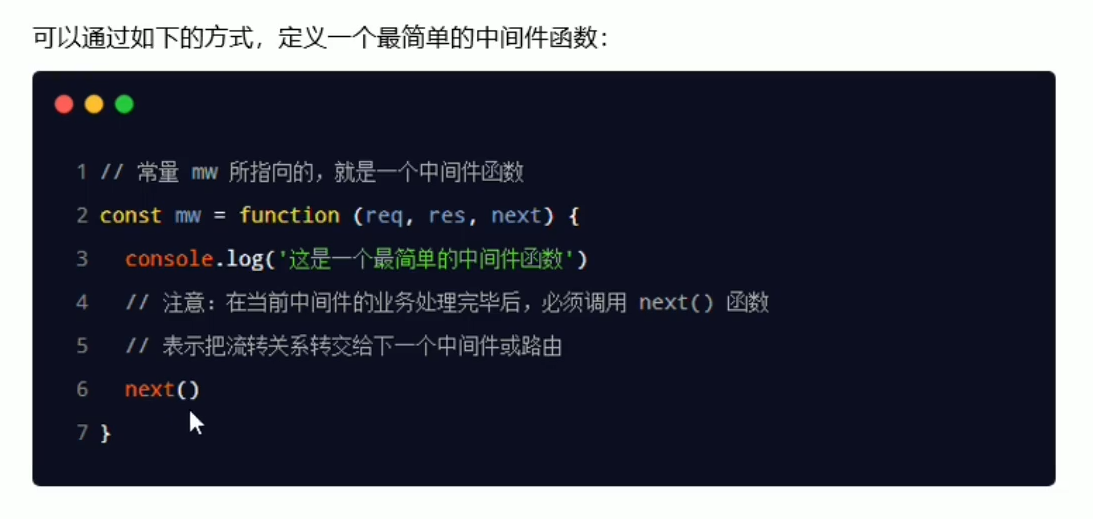 可以通过如下的方式，定义一个最简单的中间件函数：
1 // 常量 mw 所指向的，就是一个中间件函数
2 const mw = function (req, res, next) {
3   console.log('这是一个最简单的中间件函数')
4   // 注意：在当前中间件的业务处理完毕后，必须调用 next() 函数
5   // 表示把流转关系转交给下一个中间件或路由
6   next()
7 }